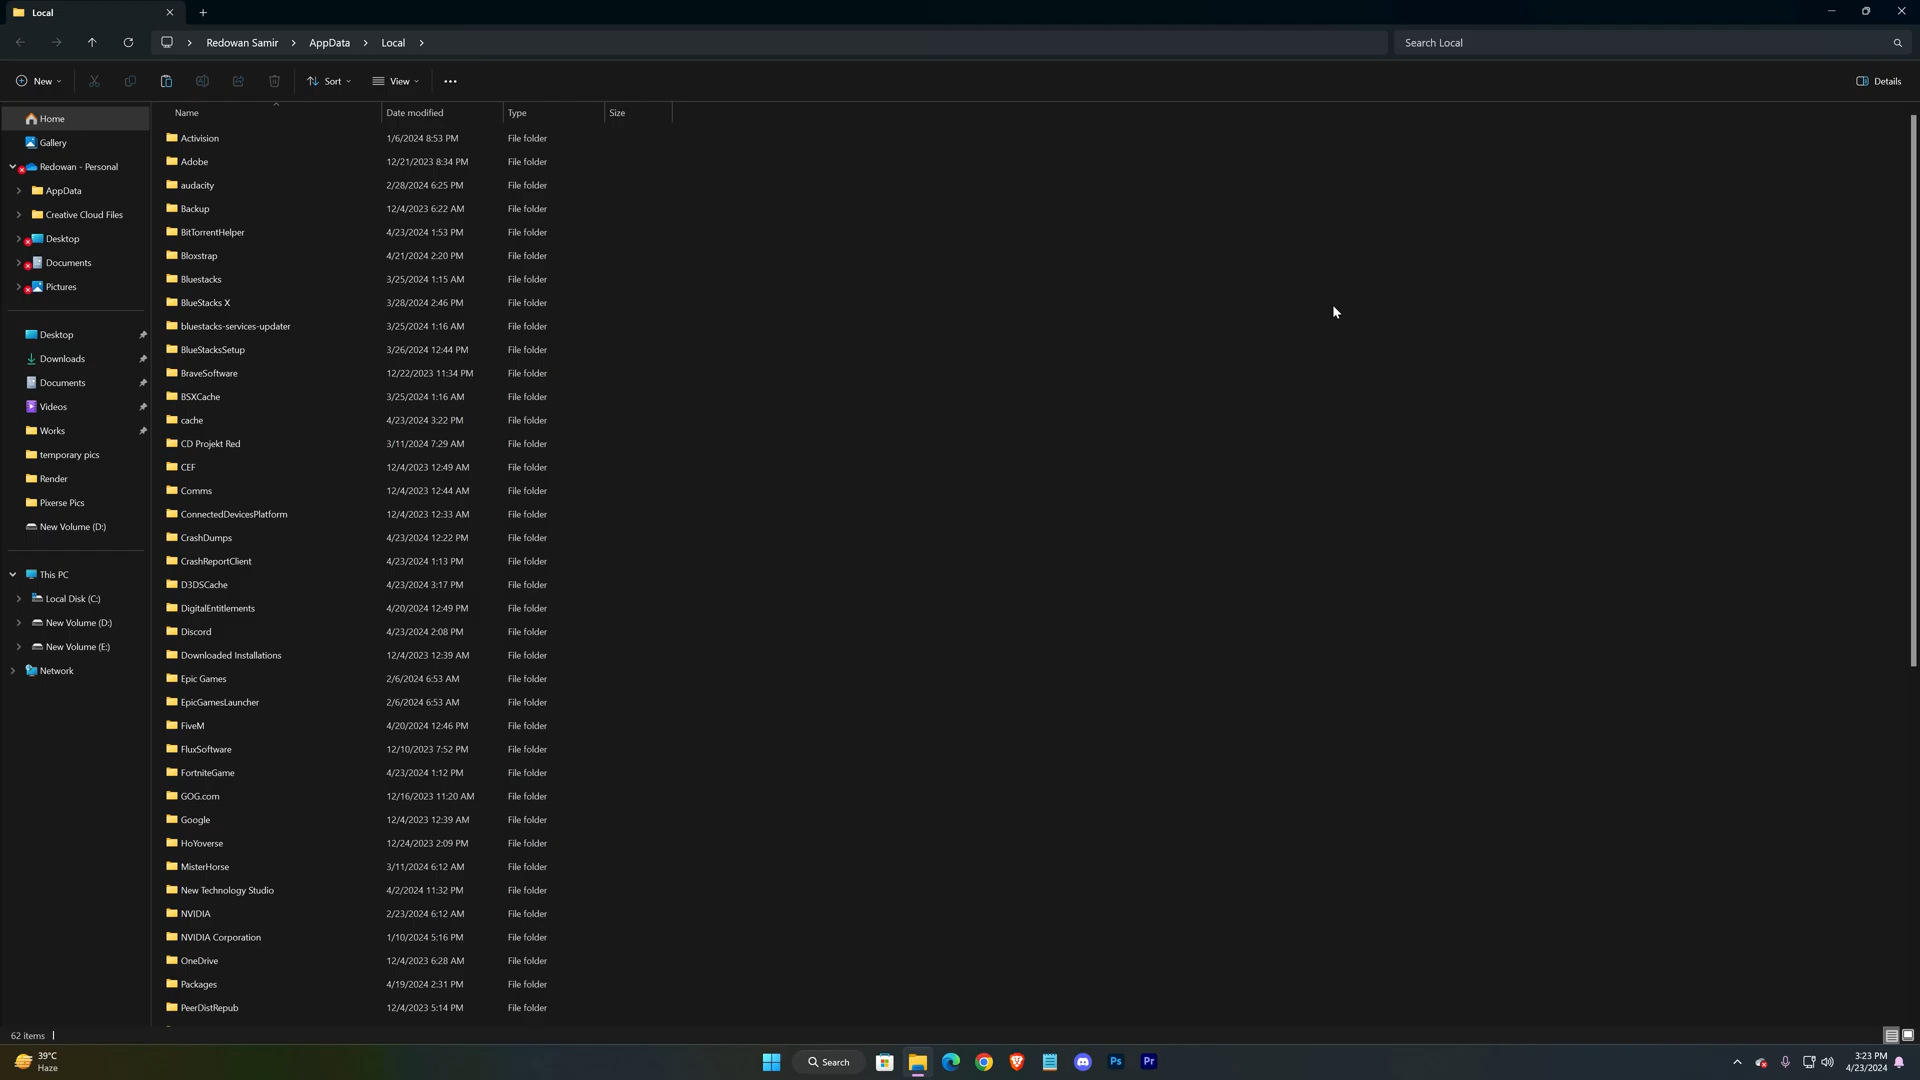 Local
Redowan Samir > AppData > Local >
Search Local
New
Sort
View
Details
Name
Date modified
Type
Size
Home
Gallery
Redowan - Personal
AppData
Creative Cloud Files
Desktop
Documents
Pictures
Desktop
Downloads
Documents
Videos
Works
temporary pics
Render
Pixerse Pics
New Volume (D:)
This PC
Local Disk (C:)
New Volume (D:)
New Volume (E:)
Network
Activision 1/6/2024 8:53 PM File folder
Adobe 12/21/2023 8:34 PM File folder
audacity 2/28/2024 6:25 PM File folder
Backup 12/4/2023 6:22 AM File folder
BitTorrentHelper 4/23/2024 1:53 PM File folder
Bloxstrap 4/21/2024 2:20 PM File folder
Bluestacks 3/25/2024 1:15 AM File folder
BlueStacks X 3/28/2024 2:46 PM File folder
bluestacks-services-updater 3/25/2024 1:16 AM File folder
BlueStacksSetup 3/26/2024 12:44 PM File folder
BraveSoftware 12/22/2023 11:34 PM File folder
BSXCache 3/25/2024 1:16 AM File folder
cache 4/23/2024 3:22 PM File folder
CD Projekt Red 3/11/2024 7:29 AM File folder
CEF 12/4/2023 12:49 AM File folder
Comms 12/4/2023 12:44 AM File folder
ConnectedDevicesPlatform 12/4/2023 12:33 AM File folder
CrashDumps 4/23/2024 12:22 PM File folder
CrashReportClient 4/23/2024 1:13 PM File folder
D3DSCache 4/23/2024 3:17 PM File folder
DigitalEntitlements 4/20/2024 12:49 PM File folder
Discord 4/23/2024 2:08 PM File folder
Downloaded Installations 12/4/2023 12:39 AM File folder
Epic Games 2/6/2024 6:53 AM File folder
EpicGamesLauncher 2/6/2024 6:53 AM File folder
FiveM 4/20/2024 12:46 PM File folder
FluxSoftware 12/10/2023 7:52 PM File folder
FortniteGame 4/23/2024 1:12 PM File folder
GOG.com 12/16/2023 11:20 AM File folder
Google 12/4/2023 12:39 AM File folder
HoYoverse 12/24/2023 2:09 PM File folder
MisterHorse 3/11/2024 6:12 AM File folder
New Technology Studio 4/2/2024 11:32 PM File folder
NVIDIA 2/23/2024 6:12 AM File folder
NVIDIA Corporation 1/10/2024 5:16 PM File folder
OneDrive 12/4/2023 6:28 AM File folder
Packages 4/19/2024 2:31 PM File folder
PeerDistRepub 12/4/2023 5:14 PM File folder
62 items
39°C
Haze
Search
Ps
Pr
3:23 PM
4/23/2024